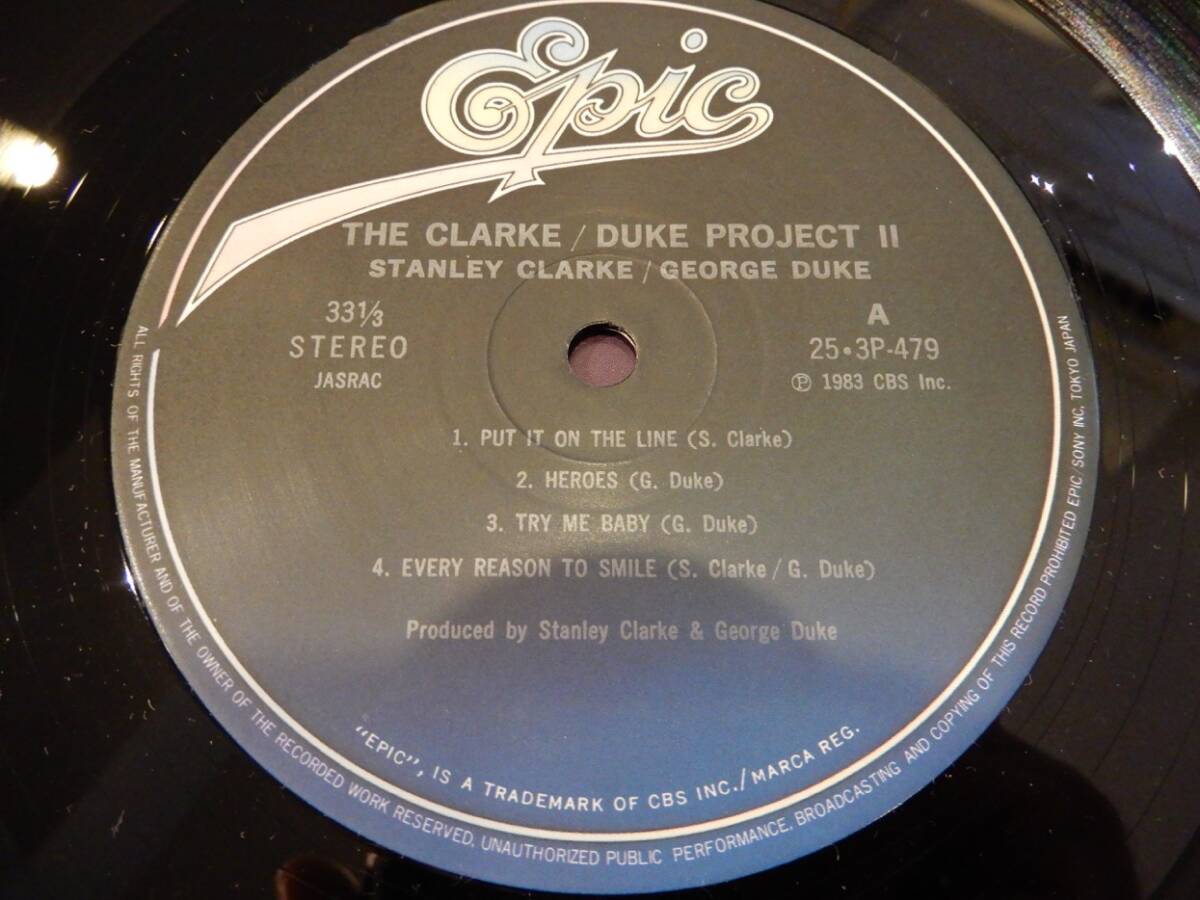 Epic
THE CLARKE / DUKE PROJECT II
STANLEY CLARKE / GEORGE DUKE
33⅓
STEREO
JASRAC
A
25・3P-479
Ⓟ 1983 CBS Inc.
1. PUT IT ON THE LINE (S. Clarke)
2. HEROES (G. Duke)
3. TRY ME BABY (G. Duke)
4. EVERY REASON TO SMILE (S. Clarke / G. Duke)
Produced by Stanley Clarke & George Duke
"EPIC", IS A TRADEMARK OF CBS INC./MARCA REG.
ALL RIGHTS OF THE MANUFACTURER AND OF THE OWNER OF THE RECORDED WORK RESERVED. UNAUTHORIZED PUBLIC PERFORMANCE. BROADCASTING AND COPYING OF THIS RECORD PROHIBITED EPIC/SONY INC. TOKYO JAPAN